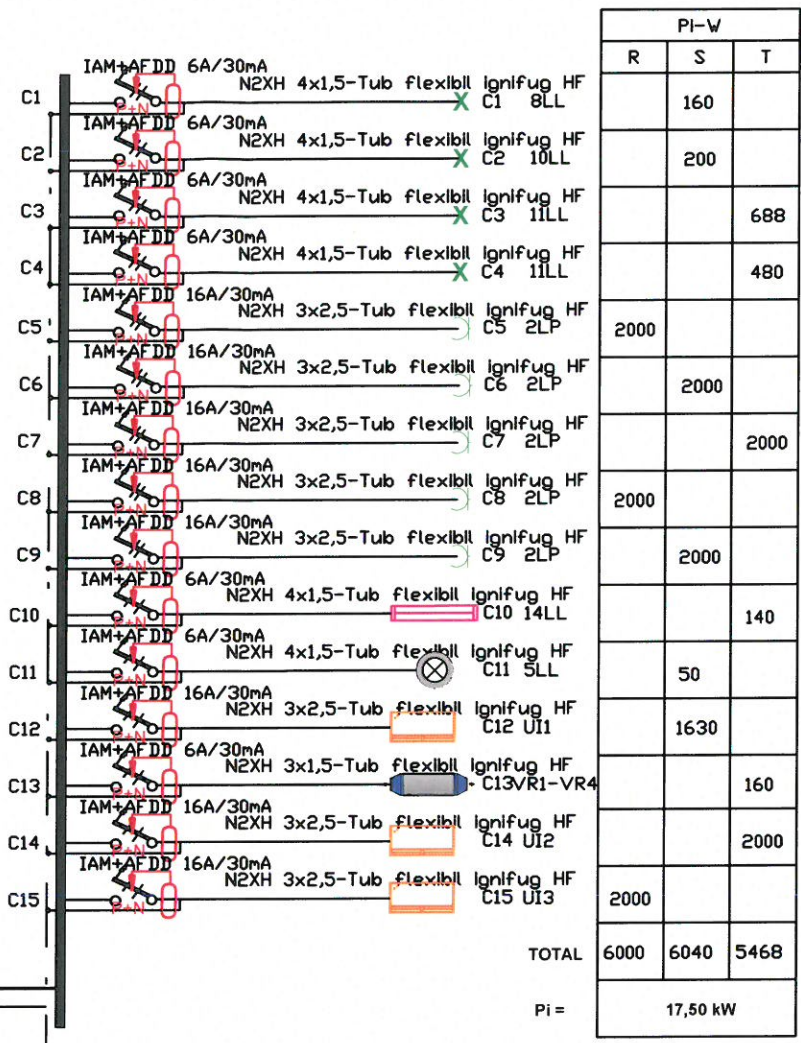 Pi-W
R S T
IAM+AFDD 6A/30mA
N2XH 4x1,5-Tub flexibil ignifug HF
C1 P+N C1 8LL 160
IAM+AFDD 6A/30mA
N2XH 4x1,5-Tub flexibil ignifug HF
C2 P+N C2 10LL 200
IAM+AFDD 6A/30mA
N2XH 4x1,5-Tub flexibil ignifug HF
C3 P+N C3 11LL 688
IAM+AFDD 6A/30mA
N2XH 4x1,5-Tub flexibil ignifug HF
C4 P+N C4 11LL 480
IAM+AFDD 16A/30mA
N2XH 3x2,5-Tub flexibil ignifug HF
C5 P+N C5 2LP 2000
IAM+AFDD 16A/30mA
N2XH 3x2,5-Tub flexibil ignifug HF
C6 P+N C6 2LP 2000
IAM+AFDD 16A/30mA
N2XH 3x2,5-Tub flexibil ignifug HF
C7 P+N C7 2LP 2000
IAM+AFDD 16A/30mA
N2XH 3x2,5-Tub flexibil ignifug HF
C8 P+N C8 2LP 2000
IAM+AFDD 16A/30mA
N2XH 3x2,5-Tub flexibil ignifug HF
C9 P+N C9 2LP 2000
IAM+AFDD 6A/30mA
N2XH 4x1,5-Tub flexibil ignifug HF
C10 P+N C10 14LL 140
IAM+AFDD 6A/30mA
N2XH 4x1,5-Tub flexibil ignifug HF
C11 P+N C11 5LL 50
IAM+AFDD 16A/30mA
N2XH 3x2,5-Tub flexibil ignifug HF
C12 P+N C12 UI1 1630
IAM+AFDD 6A/30mA
N2XH 3x1,5-Tub flexibil ignifug HF
C13 P+N C13VR1-VR4 160
IAM+AFDD 16A/30mA
N2XH 3x2,5-Tub flexibil ignifug HF
C14 P+N C14 UI2 2000
IAM+AFDD 16A/30mA
N2XH 3x2,5-Tub flexibil ignifug HF
C15 P+N C15 UI3 2000
TOTAL 6000 6040 5468
Pi = 17,50 kW